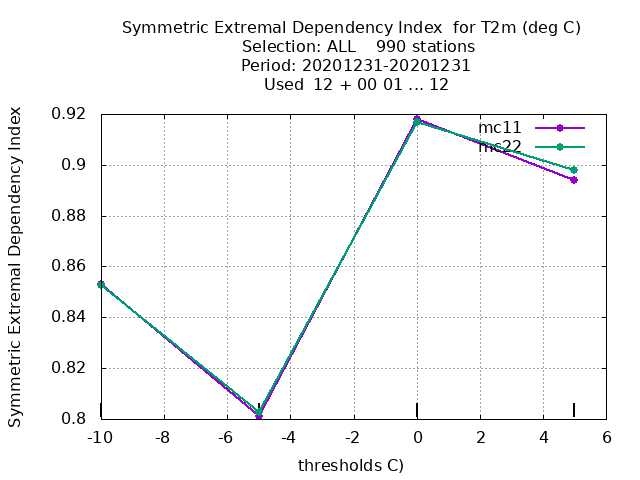 Symmetric Extremal Dependency Index  for T2m (deg C)
Selection: ALL    990 stations
Period: 20201231-20201231
Used  12 + 00 01 ... 12
Symmetric Extremal Dependency Index
0.92
0.9
0.88
0.86
0.84
0.82
0.8
mc11
mc22
-10
-8
-6
-4
-2
0
2
4
6
thresholds C)